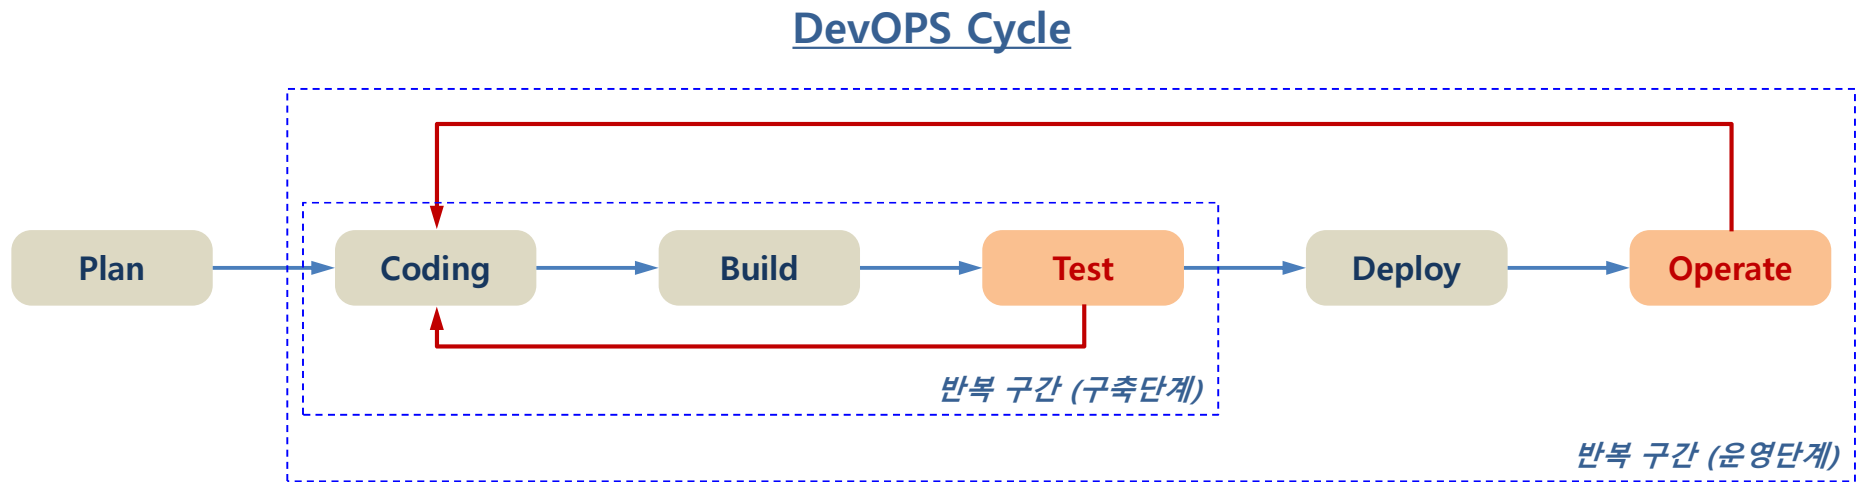 DevOPS Cycle
Plan
Coding
Build
Test
Deploy
Operate
반복 구간 (구축단계)
반복 구간 (운영단계)